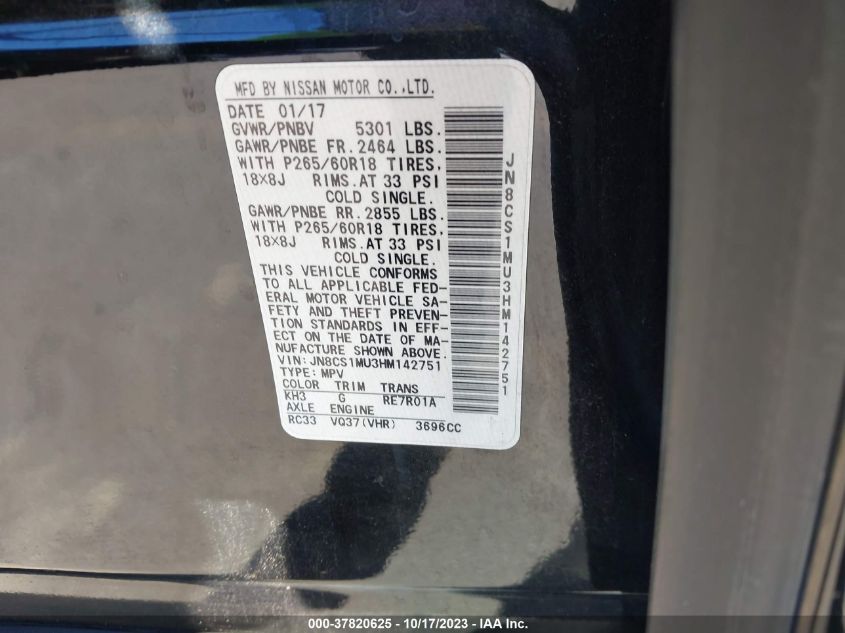 MFD BY NISSAN MOTOR CO.,LTD.
DATE 01/17
GVWR/PNBV 5301 LBS.
GAWR/PNBE FR. 2464 LBS.
WITH P265/60R18 TIRES.
18X8J RIMS. AT 33 PSI
COLD SINGLE.
GAWR/PNBE RR. 2855 LBS.
WITH P265/60R18 TIRES.
18X8J RIMS. AT 33 PSI
COLD SINGLE.
THIS VEHICLE CONFORMS
TO ALL APPLICABLE FED-
ERAL MOTOR VEHICLE SA-
FETY AND THEFT PREVEN-
TION STANDARDS IN EFF-
ECT ON THE DATE OF MA-
NUFACTURE SHOWN ABOVE.
VIN: JN8CS1MU3HM142751
TYPE: MPV
COLOR TRIM TRANS
KH3 G RE7R01A
AXLE ENGINE
RC33 VQ37(VHR) 3696CC
JN8CS1MU3HM142751
000-37820625 - 10/17/2023 - IAA Inc.